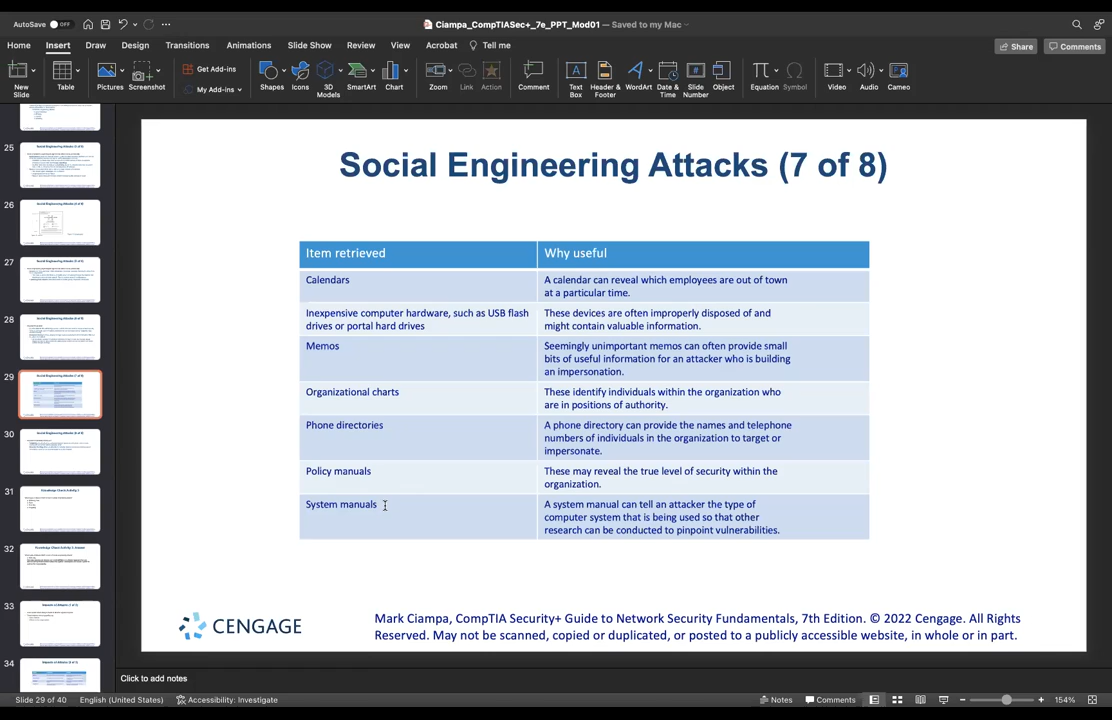 AutoSave OFF
Ciampa_CompTIASec+_7e_PPT_Mod01 — Saved to my Mac
Home Insert Draw Design Transitions Animations Slide Show Review View Acrobat Tell me
Share Comments
New Slide
Table
Pictures
Screenshot
Get Add-ins
My Add-ins
Shapes
Icons
3D Models
SmartArt
Chart
Zoom
Link
Action
Comment
Text Box
Header & Footer
WordArt
Date & Time
Slide Number
Object
Equation
Symbol
Video
Audio
Cameo
25
26
27
28
29
30
31
32
33
34
Social Engineering Attacks (7 of 8)
Item retrieved Why useful
Calendars
A calendar can reveal which employees are out of town
at a particular time.
Inexpensive computer hardware, such as USB flash
drives or portal hard drives
These devices are often improperly disposed of and
might contain valuable information.
Memos
Seemingly unimportant memos can often provide small
bits of useful information for an attacker who is building
an impersonation.
Organizational charts
These identify individuals within the organization who
are in positions of authority.
Phone directories
A phone directory can provide the names and telephone
numbers of individuals in the organization to target or
impersonate.
Policy manuals
These may reveal the true level of security within the
organization.
System manuals
A system manual can tell an attacker the type of
computer system that is being used so that other
research can be conducted to pinpoint vulnerabilities.
CENGAGE
Mark Ciampa, CompTIA Security+ Guide to Network Security Fundamentals, 7th Edition. © 2022 Cengage. All Rights
Reserved. May not be scanned, copied or duplicated, or posted to a publicly accessible website, in whole or in part.
Click to add notes
Slide 29 of 40 English (United States) Accessibility: Investigate Notes Comments 154%